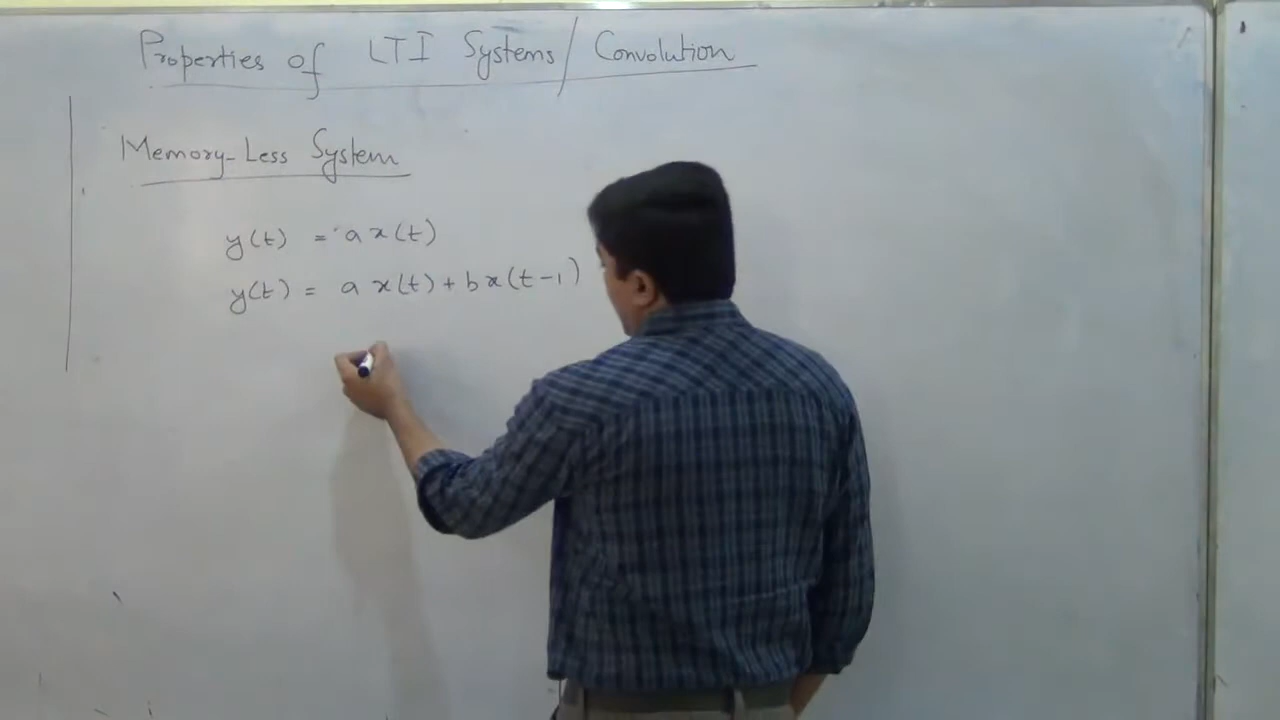 Properties of LTI Systems/Convolution
Memory-Less System
y(t) = a x(t)
y(t) = a x(t) + b x(t-1)